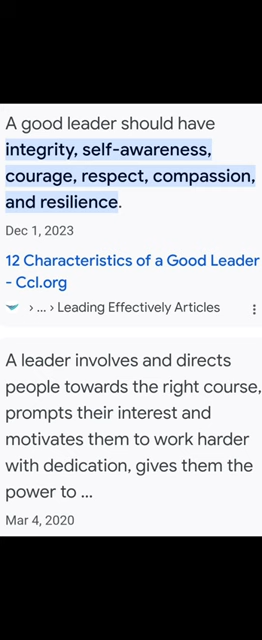 A good leader should have
integrity, self-awareness,
courage, respect, compassion,
and resilience.
Dec 1, 2023
12 Characteristics of a Good Leader
- Ccl.org
› ... › Leading Effectively Articles
A leader involves and directs
people towards the right course,
prompts their interest and
motivates them to work harder
with dedication, gives them the
power to ...
Mar 4, 2020